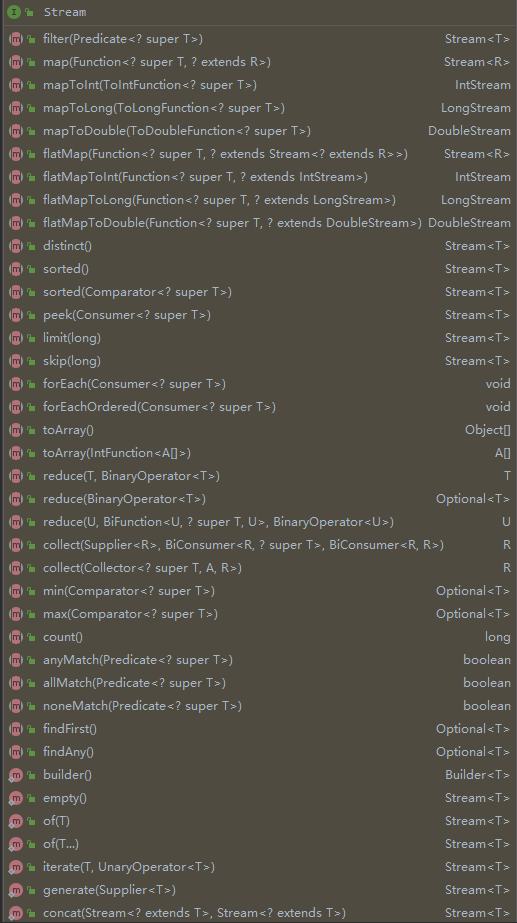 Stream
filter(Predicate<? super T>) Stream<T>
map(Function<? super T, ? extends R>) Stream<R>
mapToInt(ToIntFunction<? super T>) IntStream
mapToLong(ToLongFunction<? super T>) LongStream
mapToDouble(ToDoubleFunction<? super T>) DoubleStream
flatMap(Function<? super T, ? extends Stream<? extends R>>) Stream<R>
flatMapToInt(Function<? super T, ? extends IntStream>) IntStream
flatMapToLong(Function<? super T, ? extends LongStream>) LongStream
flatMapToDouble(Function<? super T, ? extends DoubleStream>) DoubleStream
distinct() Stream<T>
sorted() Stream<T>
sorted(Comparator<? super T>) Stream<T>
peek(Consumer<? super T>) Stream<T>
limit(long) Stream<T>
skip(long) Stream<T>
forEach(Consumer<? super T>) void
forEachOrdered(Consumer<? super T>) void
toArray() Object[]
toArray(IntFunction<A[]>) A[]
reduce(T, BinaryOperator<T>) T
reduce(BinaryOperator<T>) Optional<T>
reduce(U, BiFunction<U, ? super T, U>, BinaryOperator<U>) U
collect(Supplier<R>, BiConsumer<R, ? super T>, BiConsumer<R, R>) R
collect(Collector<? super T, A, R>) R
min(Comparator<? super T>) Optional<T>
max(Comparator<? super T>) Optional<T>
count() long
anyMatch(Predicate<? super T>) boolean
allMatch(Predicate<? super T>) boolean
noneMatch(Predicate<? super T>) boolean
findFirst() Optional<T>
findAny() Optional<T>
builder() Builder<T>
empty() Stream<T>
of(T) Stream<T>
of(T...) Stream<T>
iterate(T, UnaryOperator<T>) Stream<T>
generate(Supplier<T>) Stream<T>
concat(Stream<? extends T>, Stream<? extends T>) Stream<T>